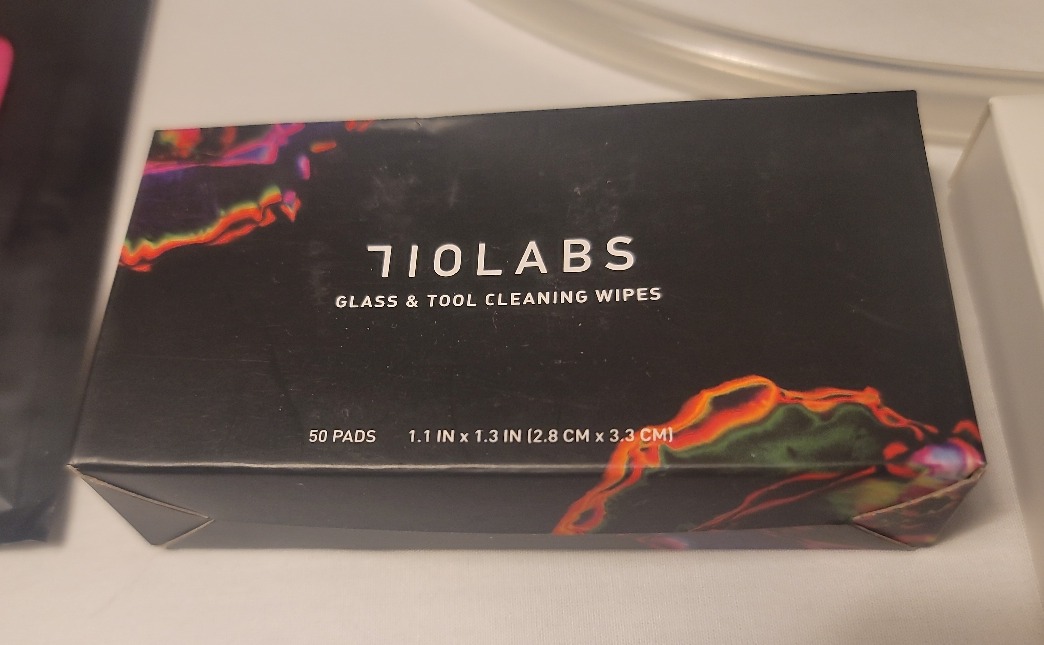 710LABS
GLASS & TOOL CLEANING WIPES
50 PADS 1.1 IN x 1.3 IN (2.8 CM x 3.3 CM)